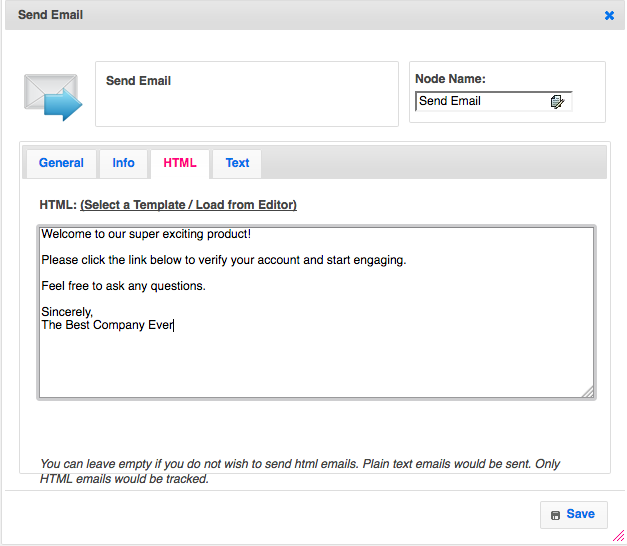 Send Email
Send Email
Node Name:
Send Email
General Info HTML Text
HTML: (Select a Template / Load from Editor)
Welcome to our super exciting product!
Please click the link below to verify your account and start engaging.
Feel free to ask any questions.
Sincerely,
The Best Company Ever
You can leave empty if you do not wish to send html emails. Plain text emails would be sent. Only
HTML emails would be tracked.
Save